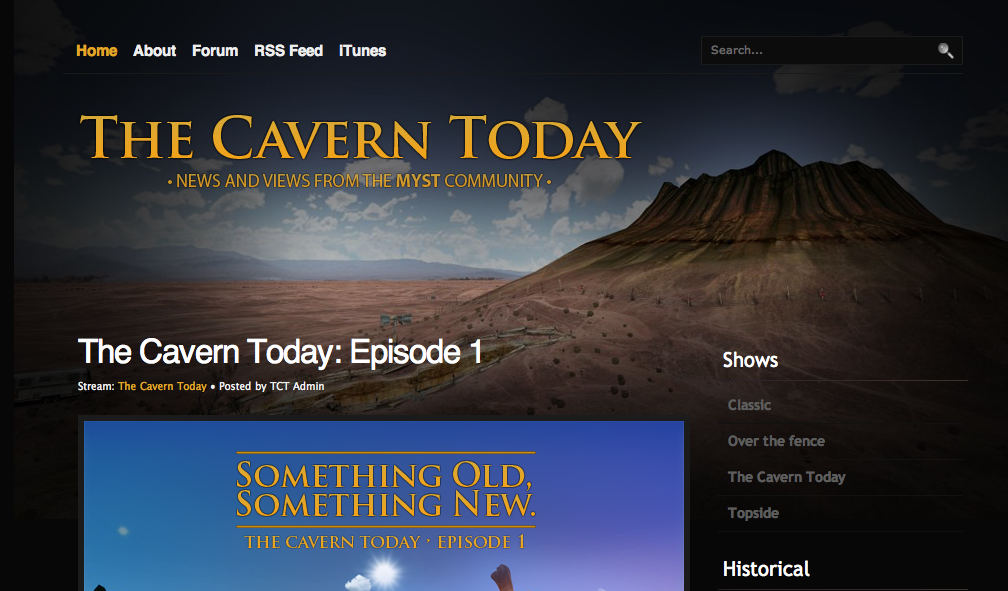 Home About Forum RSS Feed ITunes
Search...
THE CAVERN TODAY
• NEWS AND VIEWS FROM THE MYST COMMUNITY •
The Cavern Today: Episode 1
Stream: The Cavern Today • Posted by TCT Admin
SOMETHING OLD,
SOMETHING NEW.
THE CAVERN TODAY · EPISODE 1
Shows
Classic
Over the fence
The Cavern Today
Topside
Historical